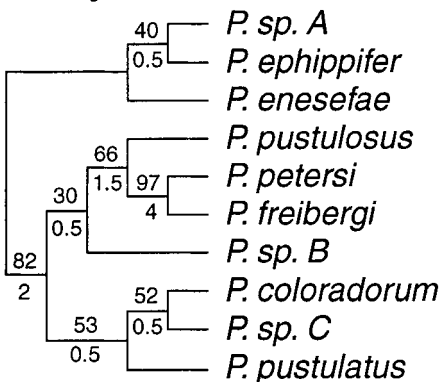 40
P. sp. A
0.5
P. ephippifer
P. enesefae
66
P. pustulosus
1.5
97
P. petersi
4
P. freibergi
30
0.5
P. sp. B
82
2
52
P. coloradorum
53
0.5
P. sp. C
0.5
P. pustulatus